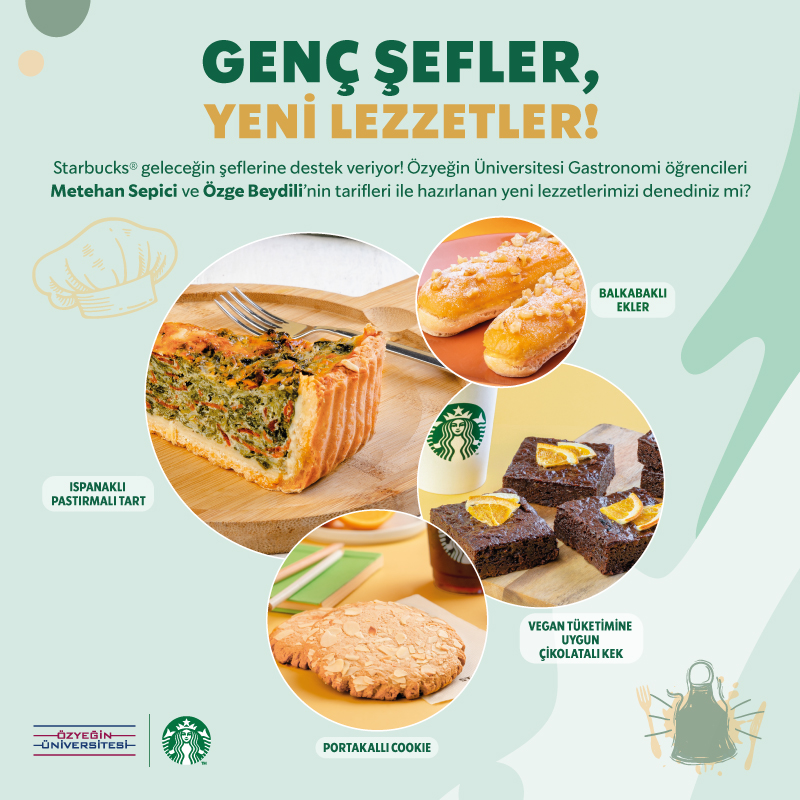 GENÇ ŞEFLER,
YENİ LEZZETLER!
Starbucks® geleceğin şeflerine destek veriyor! Özyeğin Üniversitesi Gastronomi öğrencileri
Metehan Sepici ve Özge Beydili'nin tarifleri ile hazırlanan yeni lezzetlerimizi denediniz mi?
BALKABAKLI
EKLER
ISPANAKLI
PASTIRMALI TART
VEGAN TÜKETİMİNE
UYGUN
ÇİKOLATALI KEK
PORTAKALLI COOKIE
ÖZYEĞİN
ÜNİVERSİTESİ
TM